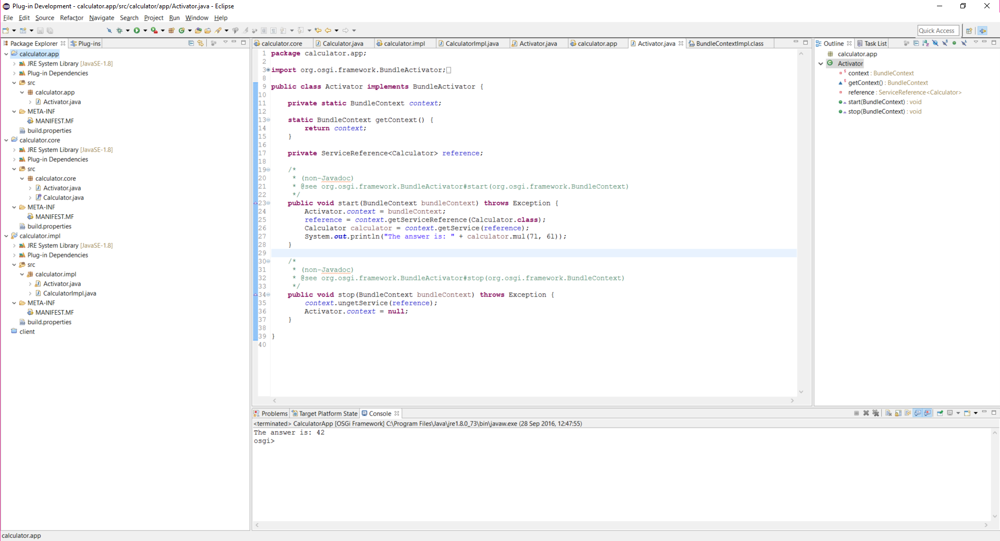 Plug-in Development - calculator.app/src/calculator/app/Activator.java - Eclipse
File Edit Source Refactor Navigate Search Project Run Window Help
Quick Access
Package Explorer Plug-ins
calculator.app
JRE System Library [JavaSE-1.8]
Plug-in Dependencies
src
calculator.app
Activator.java
META-INF
MANIFEST.MF
build.properties
calculator.core
JRE System Library [JavaSE-1.8]
Plug-in Dependencies
src
calculator.core
Activator.java
Calculator.java
META-INF
MANIFEST.MF
build.properties
calculator.impl
JRE System Library [JavaSE-1.8]
Plug-in Dependencies
src
calculator.impl
Activator.java
CalculatorImpl.java
META-INF
MANIFEST.MF
build.properties
client
calculator.core Calculator.java calculator.impl CalculatorImpl.java Activator.java calculator.app Activator.java BundleContextImpl.class
1 package calculator.app;
2
3 import org.osgi.framework.BundleActivator;
8
9 public class Activator implements BundleActivator {
10
11 private static BundleContext context;
12
13 static BundleContext getContext() {
14 return context;
15 }
16
17 private ServiceReference<Calculator> reference;
18
19 /*
20 * (non-Javadoc)
21 * @see org.osgi.framework.BundleActivator#start(org.osgi.framework.BundleContext)
22 */
23 public void start(BundleContext bundleContext) throws Exception {
24 Activator.context = bundleContext;
25 reference = context.getServiceReference(Calculator.class);
26 Calculator calculator = context.getService(reference);
27 System.out.println("The answer is: " + calculator.mul(7l, 6l));
28 }
29
30 /*
31 * (non-Javadoc)
32 * @see org.osgi.framework.BundleActivator#stop(org.osgi.framework.BundleContext)
33 */
34 public void stop(BundleContext bundleContext) throws Exception {
35 context.ungetService(reference);
36 Activator.context = null;
37 }
38
39 }
40
Outline Task List
calculator.app
Activator
context : BundleContext
getContext() : BundleContext
reference : ServiceReference<Calculator>
start(BundleContext) : void
stop(BundleContext) : void
Problems Target Platform State Console
<terminated> CalculatorApp [OSGi Framework] C:\Program Files\Java\jre1.8.0_73\bin\javaw.exe (28 Sep 2016, 12:47:55)
The answer is: 42
osgi>
calculator.app